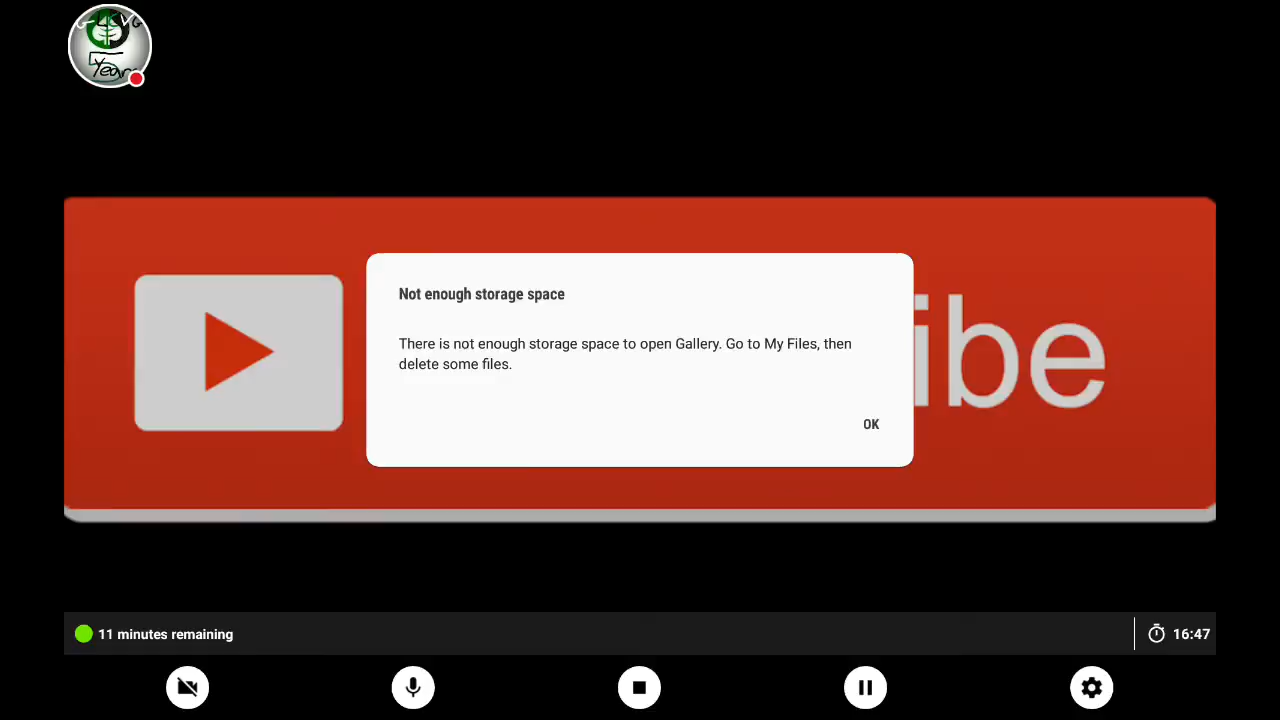 Years
Not enough storage space
There is not enough storage space to open Gallery. Go to My Files, then
delete some files.
OK
ibe
11 minutes remaining
16:47